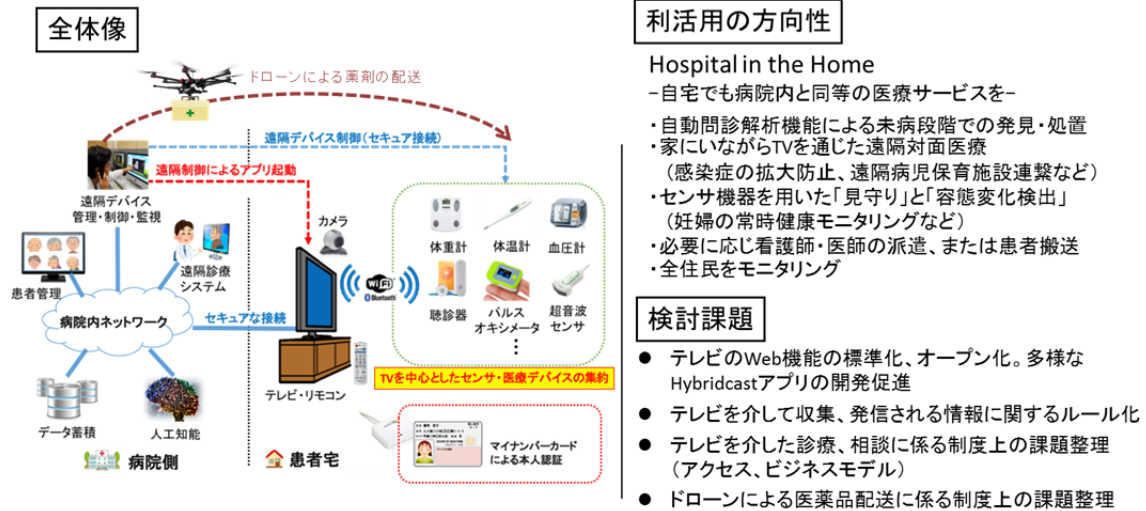 全体像
ドローンによる薬剤の配送
遠隔デバイス制御(セキュア接続)
遠隔制御によるアプリ起動
遠隔デバイス
管理・制御・監視
カメラ
体重計
体温計
血圧計
患者管理
遠隔診療
システム
Wi Fi
Bluetooth
聴診器
パルス
オキシメータ
超音波
センサ
病院内ネットワーク
セキュアな接続
TVを中心としたセンサ・医療デバイスの集約
テレビ・リモコン
データ蓄積
人工知能
マイナンバーカード
による本人認証
病院側
患者宅
利活用の方向性
Hospital in the Home
-自宅でも病院内と同等の医療サービスを-
・自動問診解析機能による未病段階での発見・処置
・家にいながらTVを通じた遠隔対面医療
(感染症の拡大防止、遠隔病児保育施設連繋など)
・センサ機器を用いた「見守り」と「容態変化検出」
(妊婦の常時健康モニタリングなど)
・必要に応じ看護師・医師の派遣、または患者搬送
・全住民をモニタリング
検討課題
● テレビのWeb機能の標準化、オープン化。多様な
Hybridcastアプリの開発促進
● テレビを介して収集、発信される情報に関するルール化
● テレビを介した診療、相談に係る制度上の課題整理
(アクセス、ビジネスモデル)
● ドローンによる医薬品配送に係る制度上の課題整理